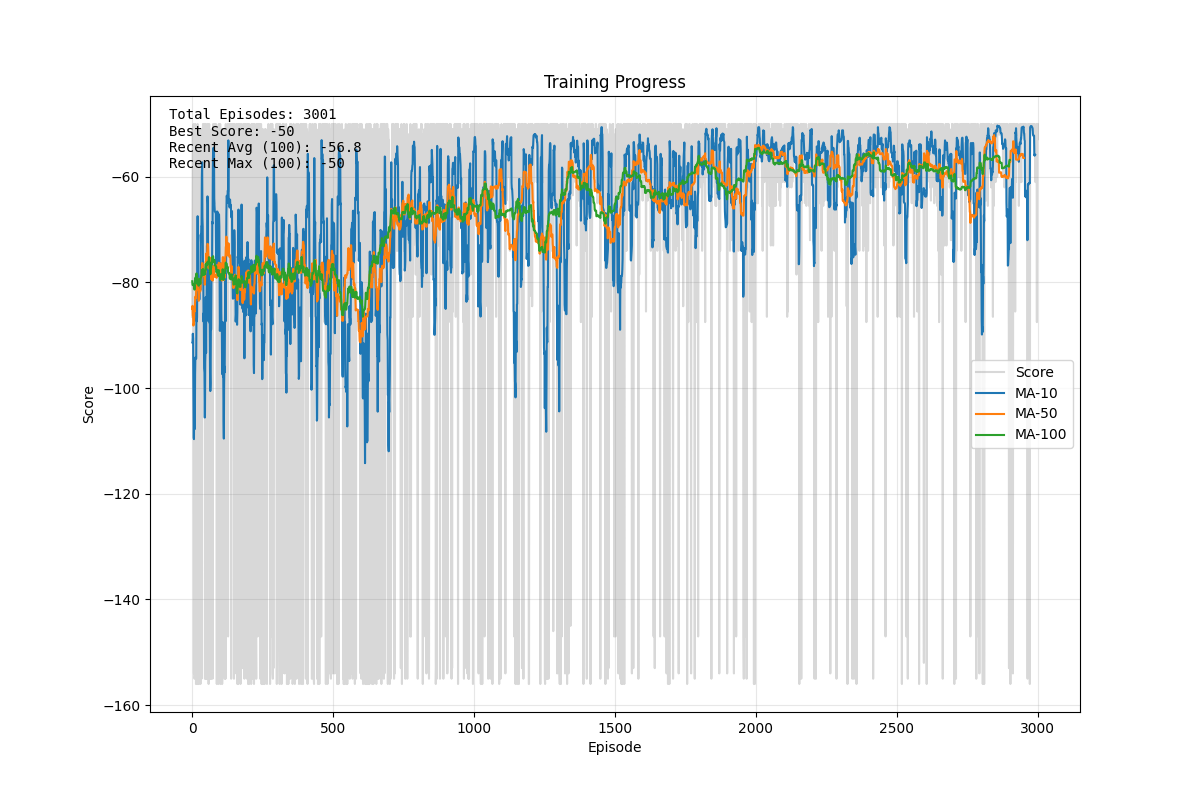 Training Progress
Total Episodes: 3001
Best Score: -50
Recent Avg (100): -56.8
Recent Max (100): -50
−60
−80
−100
−120
−140
−160
Score
Score
MA-10
MA-50
MA-100
0 500 1000 1500 2000 2500 3000
Episode